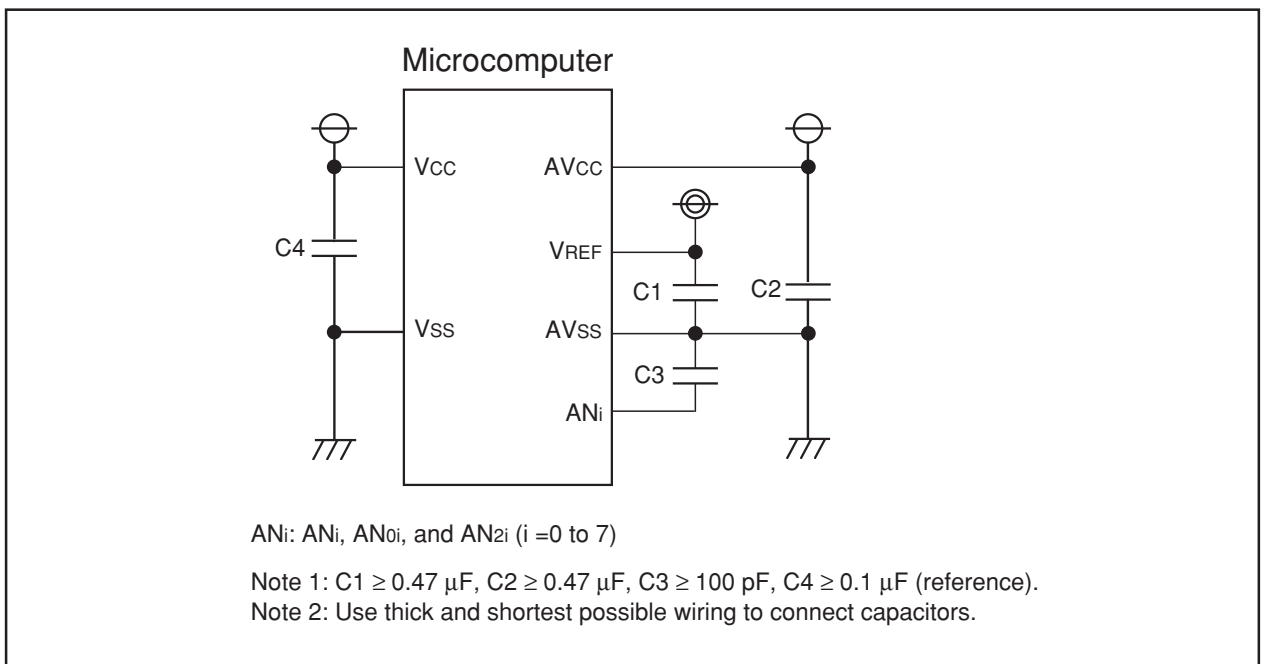 Microcomputer
VCC
AVCC
VREF
C4
C1
C2
VSS
AVSS
C3
ANi
ANi: ANi, AN0i, and AN2i (i =0 to 7)
Note 1: C1 ≥ 0.47 μF, C2 ≥ 0.47 μF, C3 ≥ 100 pF, C4 ≥ 0.1 μF (reference).
Note 2: Use thick and shortest possible wiring to connect capacitors.